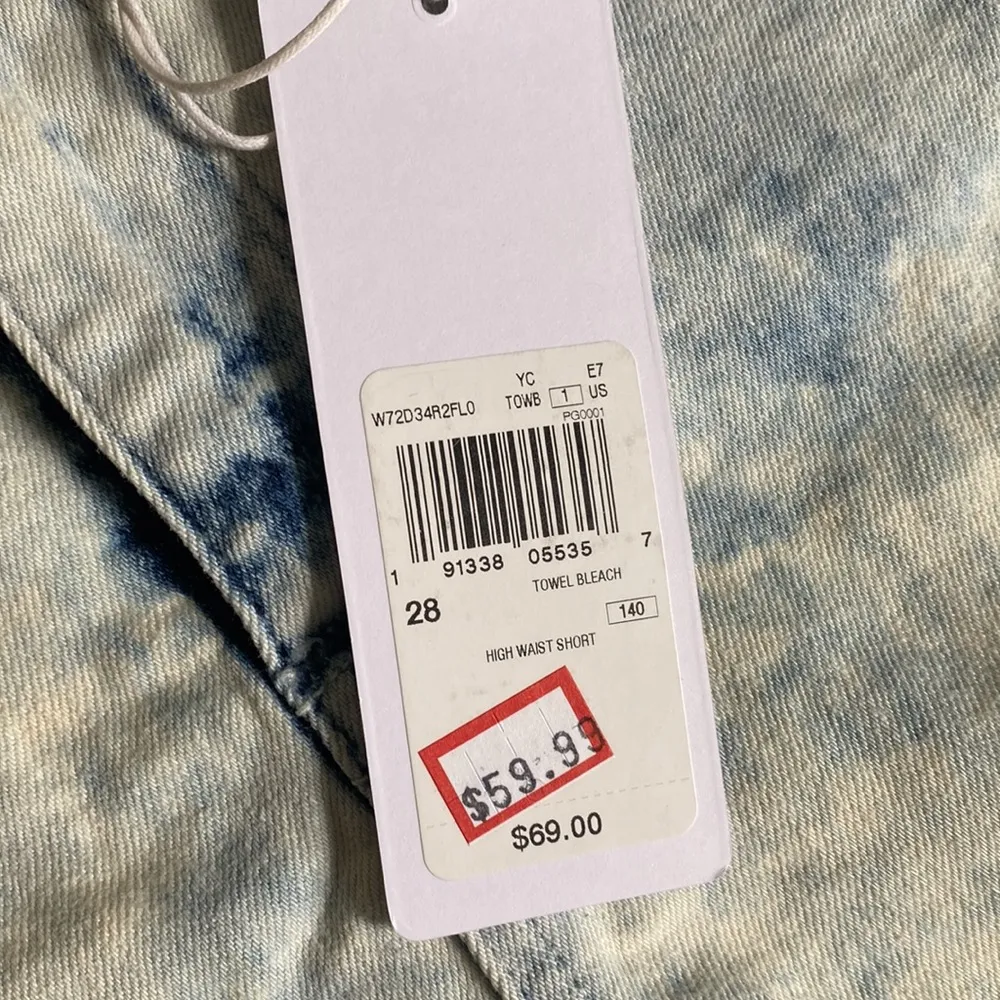 YC E7
W72D34R2FL0 TOWB 1 US
PG0001
1 91338 05535 7
TOWEL BLEACH
28 140
HIGH WAIST SHORT
$59.99
$69.00